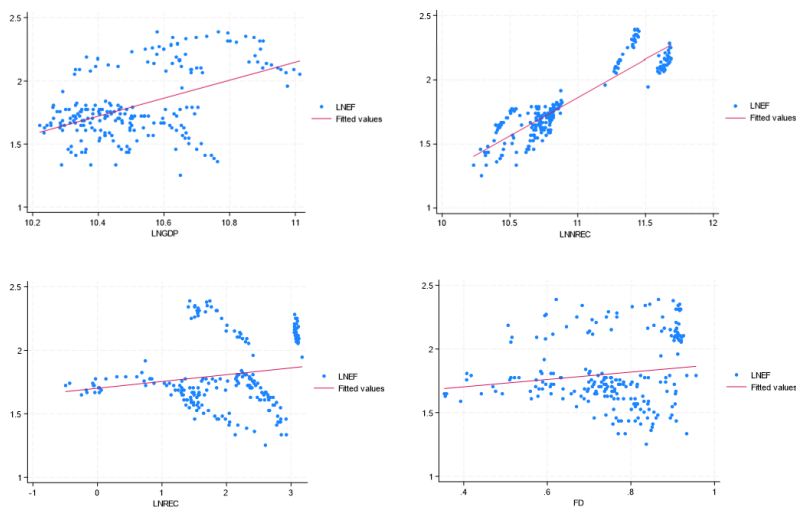 2.5
2
1.5
1
10.2
10.4
10.6
10.8
11
LNGDP
LNEF
Fitted values
2.5
2
1.5
1
10
10.5
11
11.5
12
LNNREC
LNEF
Fitted values
2.5
2
1.5
1
-1
0
1
2
3
LNREC
LNEF
Fitted values
2.5
2
1.5
1
.4
.6
.8
1
FD
LNEF
Fitted values